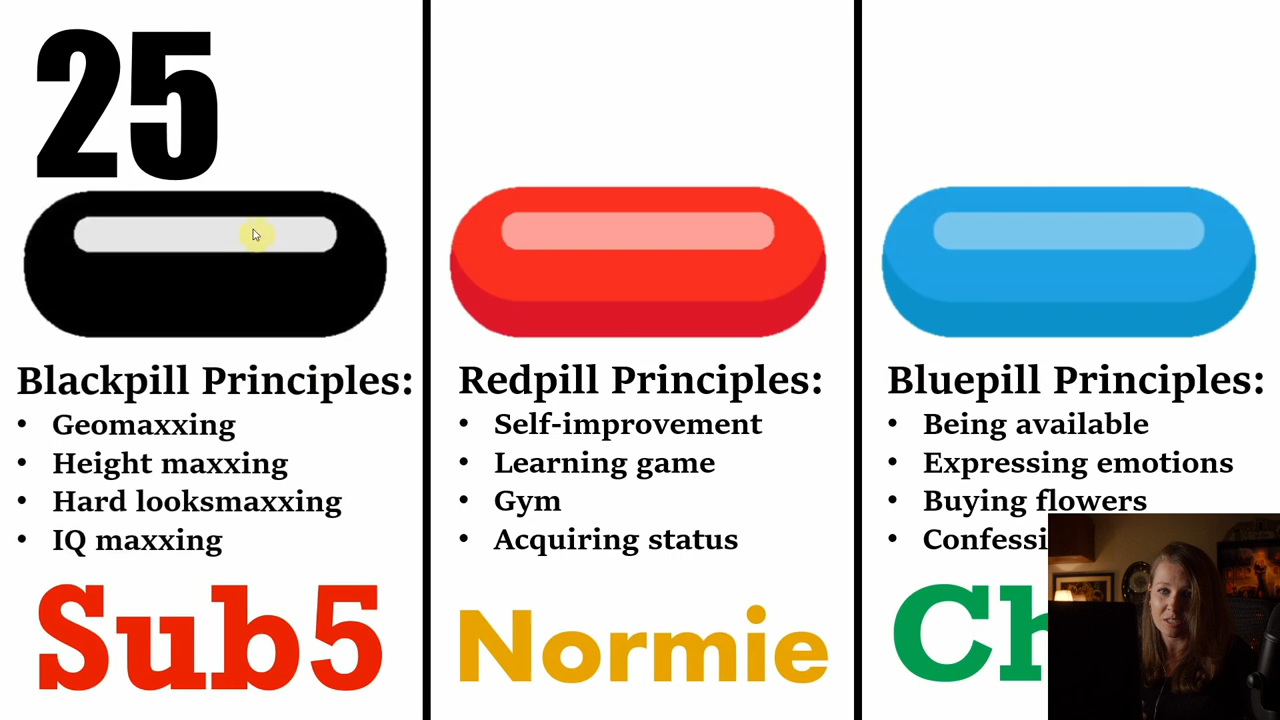 25
Blackpill Principles:
• Geomaxxing
• Height maxxing
• Hard looksmaxxing
• IQ maxxing
Sub5
Redpill Principles:
• Self-improvement
• Learning game
• Gym
• Acquiring status
Normie
Bluepill Principles:
• Being available
• Expressing emotions
• Buying flowers